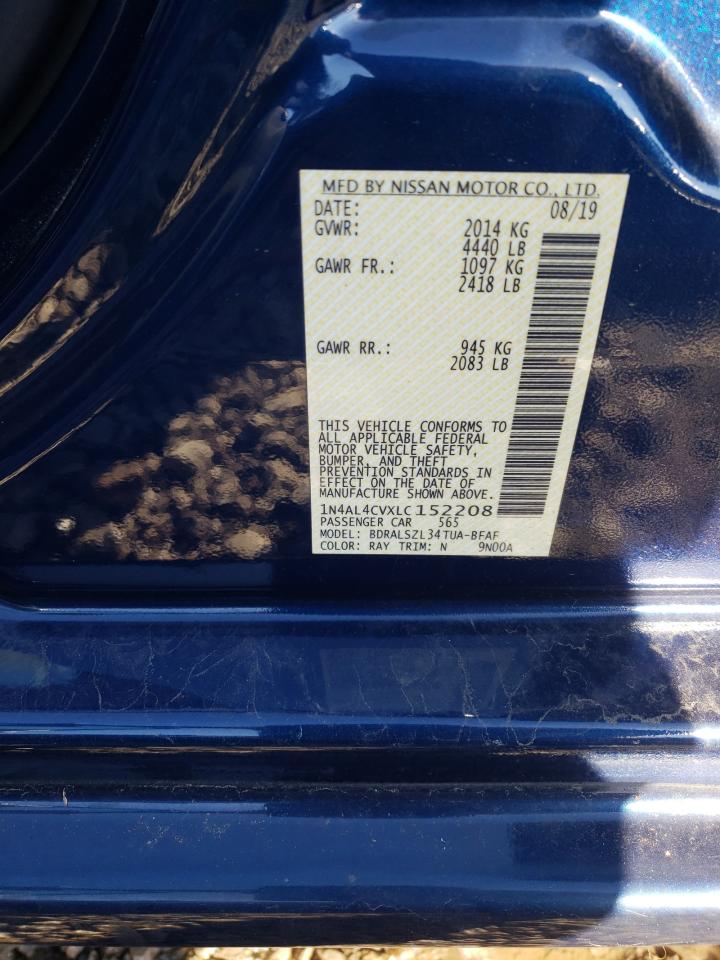 MFD BY NISSAN MOTOR CO., LTD.
DATE: 08/19
GVWR: 2014 KG
4440 LB
GAWR FR.: 1097 KG
2418 LB
GAWR RR.: 945 KG
2083 LB
THIS VEHICLE CONFORMS TO
ALL APPLICABLE FEDERAL
MOTOR VEHICLE SAFETY,
BUMPER, AND THEFT
PREVENTION STANDARDS IN
EFFECT ON THE DATE OF
MANUFACTURE SHOWN ABOVE.
1N4AL4CVXLC152208
PASSENGER CAR 565
MODEL: BDRALSZL34TUA-BFAF
COLOR: RAY TRIM: N 9N00A